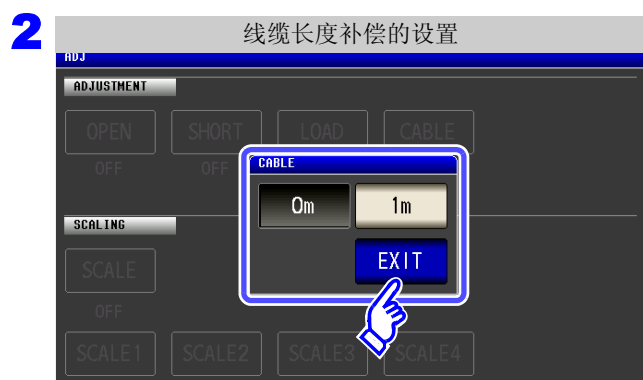 2
线缆长度补偿的设置
ADJ
ADJUSTMENT
OPEN SHORT LOAD CABLE
OFF OFF
CABLE
0m 1m
EXIT
SCALING
SCALE
OFF
SCALE1 SCALE2 SCALE3 SCALE4